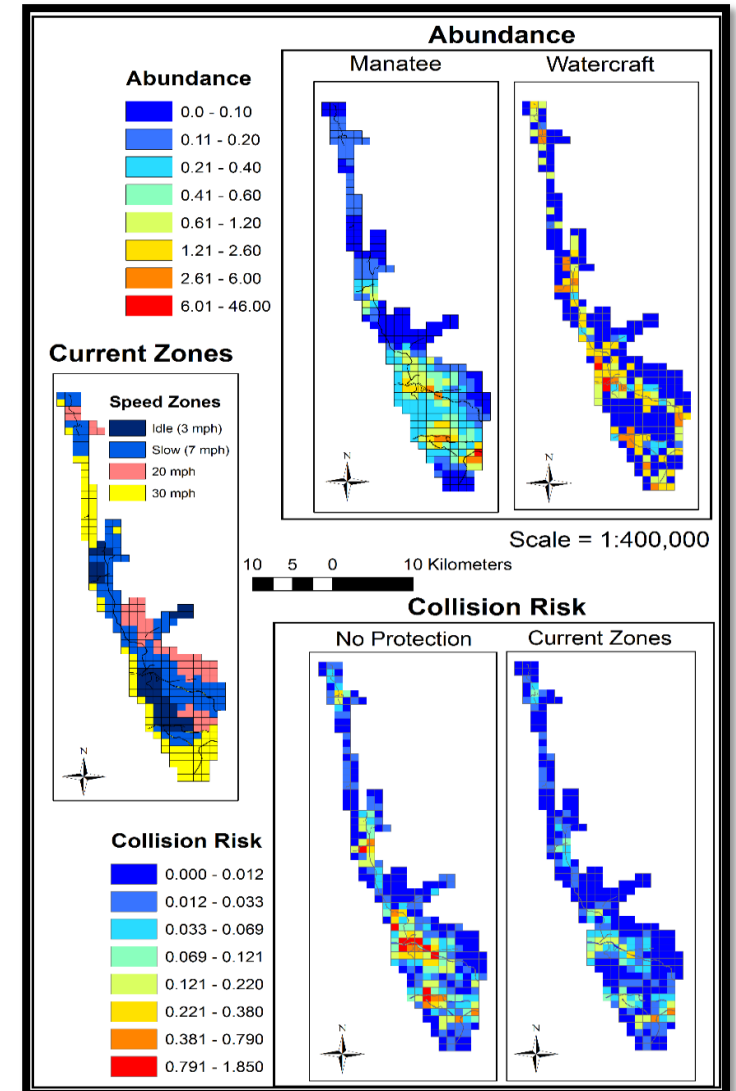 Abundance
Manatee
Watercraft
Abundance
0.0 - 0.10
0.11 - 0.20
0.21 - 0.40
0.41 - 0.60
0.61 - 1.20
1.21 - 2.60
2.61 - 6.00
6.01 - 46.00
N
N
Current Zones
Speed Zones
Idle (3 mph)
Slow (7 mph)
20 mph
30 mph
N
Scale = 1:400,000
10 5 0 10 Kilometers
Collision Risk
No Protection
Current Zones
Collision Risk
0.000 - 0.012
0.012 - 0.033
0.033 - 0.069
0.069 - 0.121
0.121 - 0.220
0.221 - 0.380
0.381 - 0.790
0.791 - 1.850
N
N